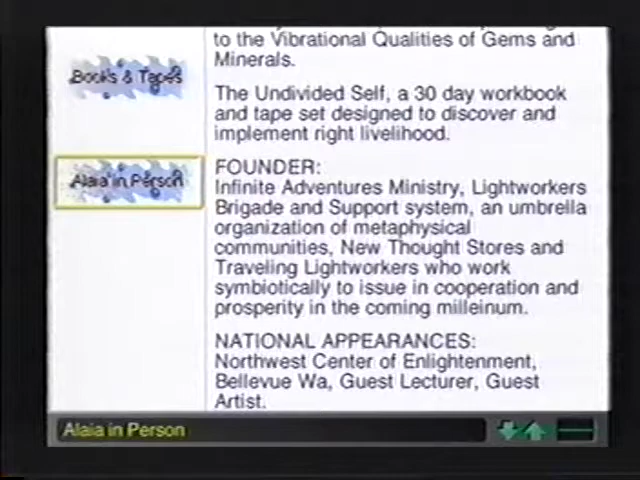 to the Vibrational Qualities of Gems and
Minerals.
Books & Tapes
The Undivided Self, a 30 day workbook
and tape set designed to discover and
implement right livelihood.
Alaia in Person
FOUNDER:
Infinite Adventures Ministry, Lightworkers
Brigade and Support system, an umbrella
organization of metaphysical
communities, New Thought Stores and
Traveling Lightworkers who work
symbiotically to issue in cooperation and
prosperity in the coming milleinum.
NATIONAL APPEARANCES:
Northwest Center of Enlightenment,
Bellevue Wa, Guest Lecturer, Guest
Artist.
Alaia in Person